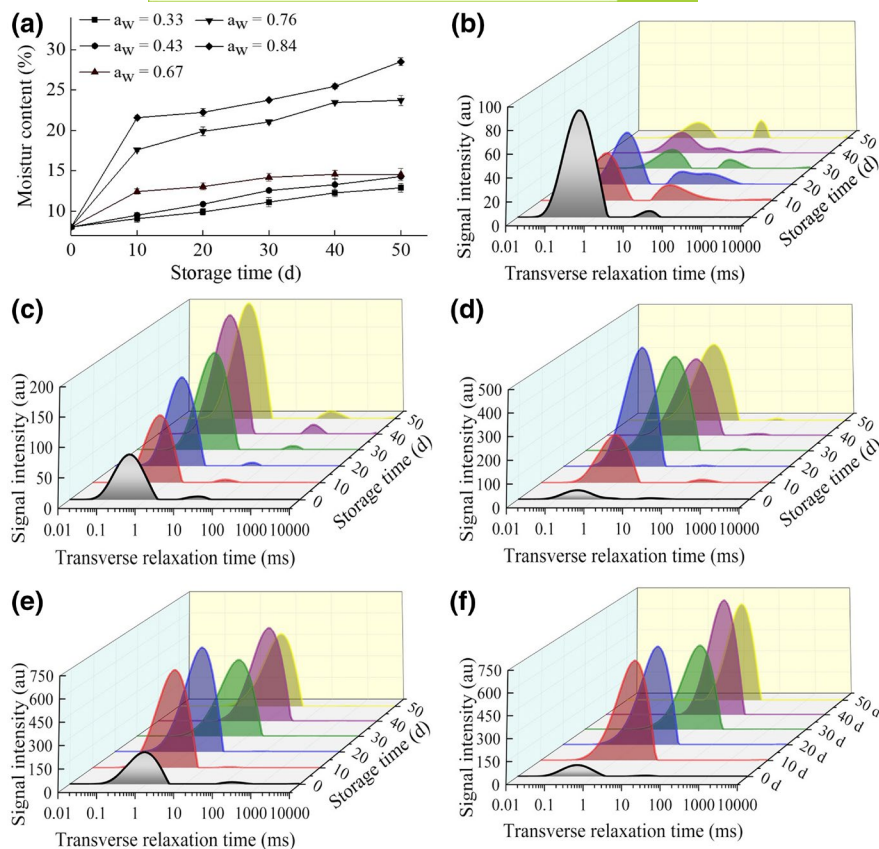 (a)
a_w = 0.33
a_w = 0.43
a_w = 0.67
a_w = 0.76
a_w = 0.84
Moistur content (%)
30
25
20
15
10
0 10 20 30 40 50
Storage time (d)
(b)
Signal intensity (au)
100
80
60
40
20
0
0.01 0.1 1 10 100 1000 10000
Transverse relaxation time (ms)
0 10 20 30 40 50
Storage time (d)
(c)
Signal intensity (au)
200
150
100
50
0
0.01 0.1 1 10 100 1000 10000
Transverse relaxation time (ms)
0 10 20 30 40 50
Storage time (d)
(d)
Signal intensity (au)
500
400
300
200
100
0
0.01 0.1 1 10 100 1000 10000
Transverse relaxation time (ms)
0 10 20 30 40 50
Storage time (d)
(e)
Signal intensity (au)
750
600
450
300
150
0
0.01 0.1 1 10 100 1000 10000
Transverse relaxation time (ms)
0 10 20 30 40 50
Storage time (d)
(f)
Signal intensity (au)
750
600
450
300
150
0
0.01 0.1 1 10 100 1000 10000
Transverse relaxation time (ms)
0 d 10 d 20 d 30 d 40 d 50 d